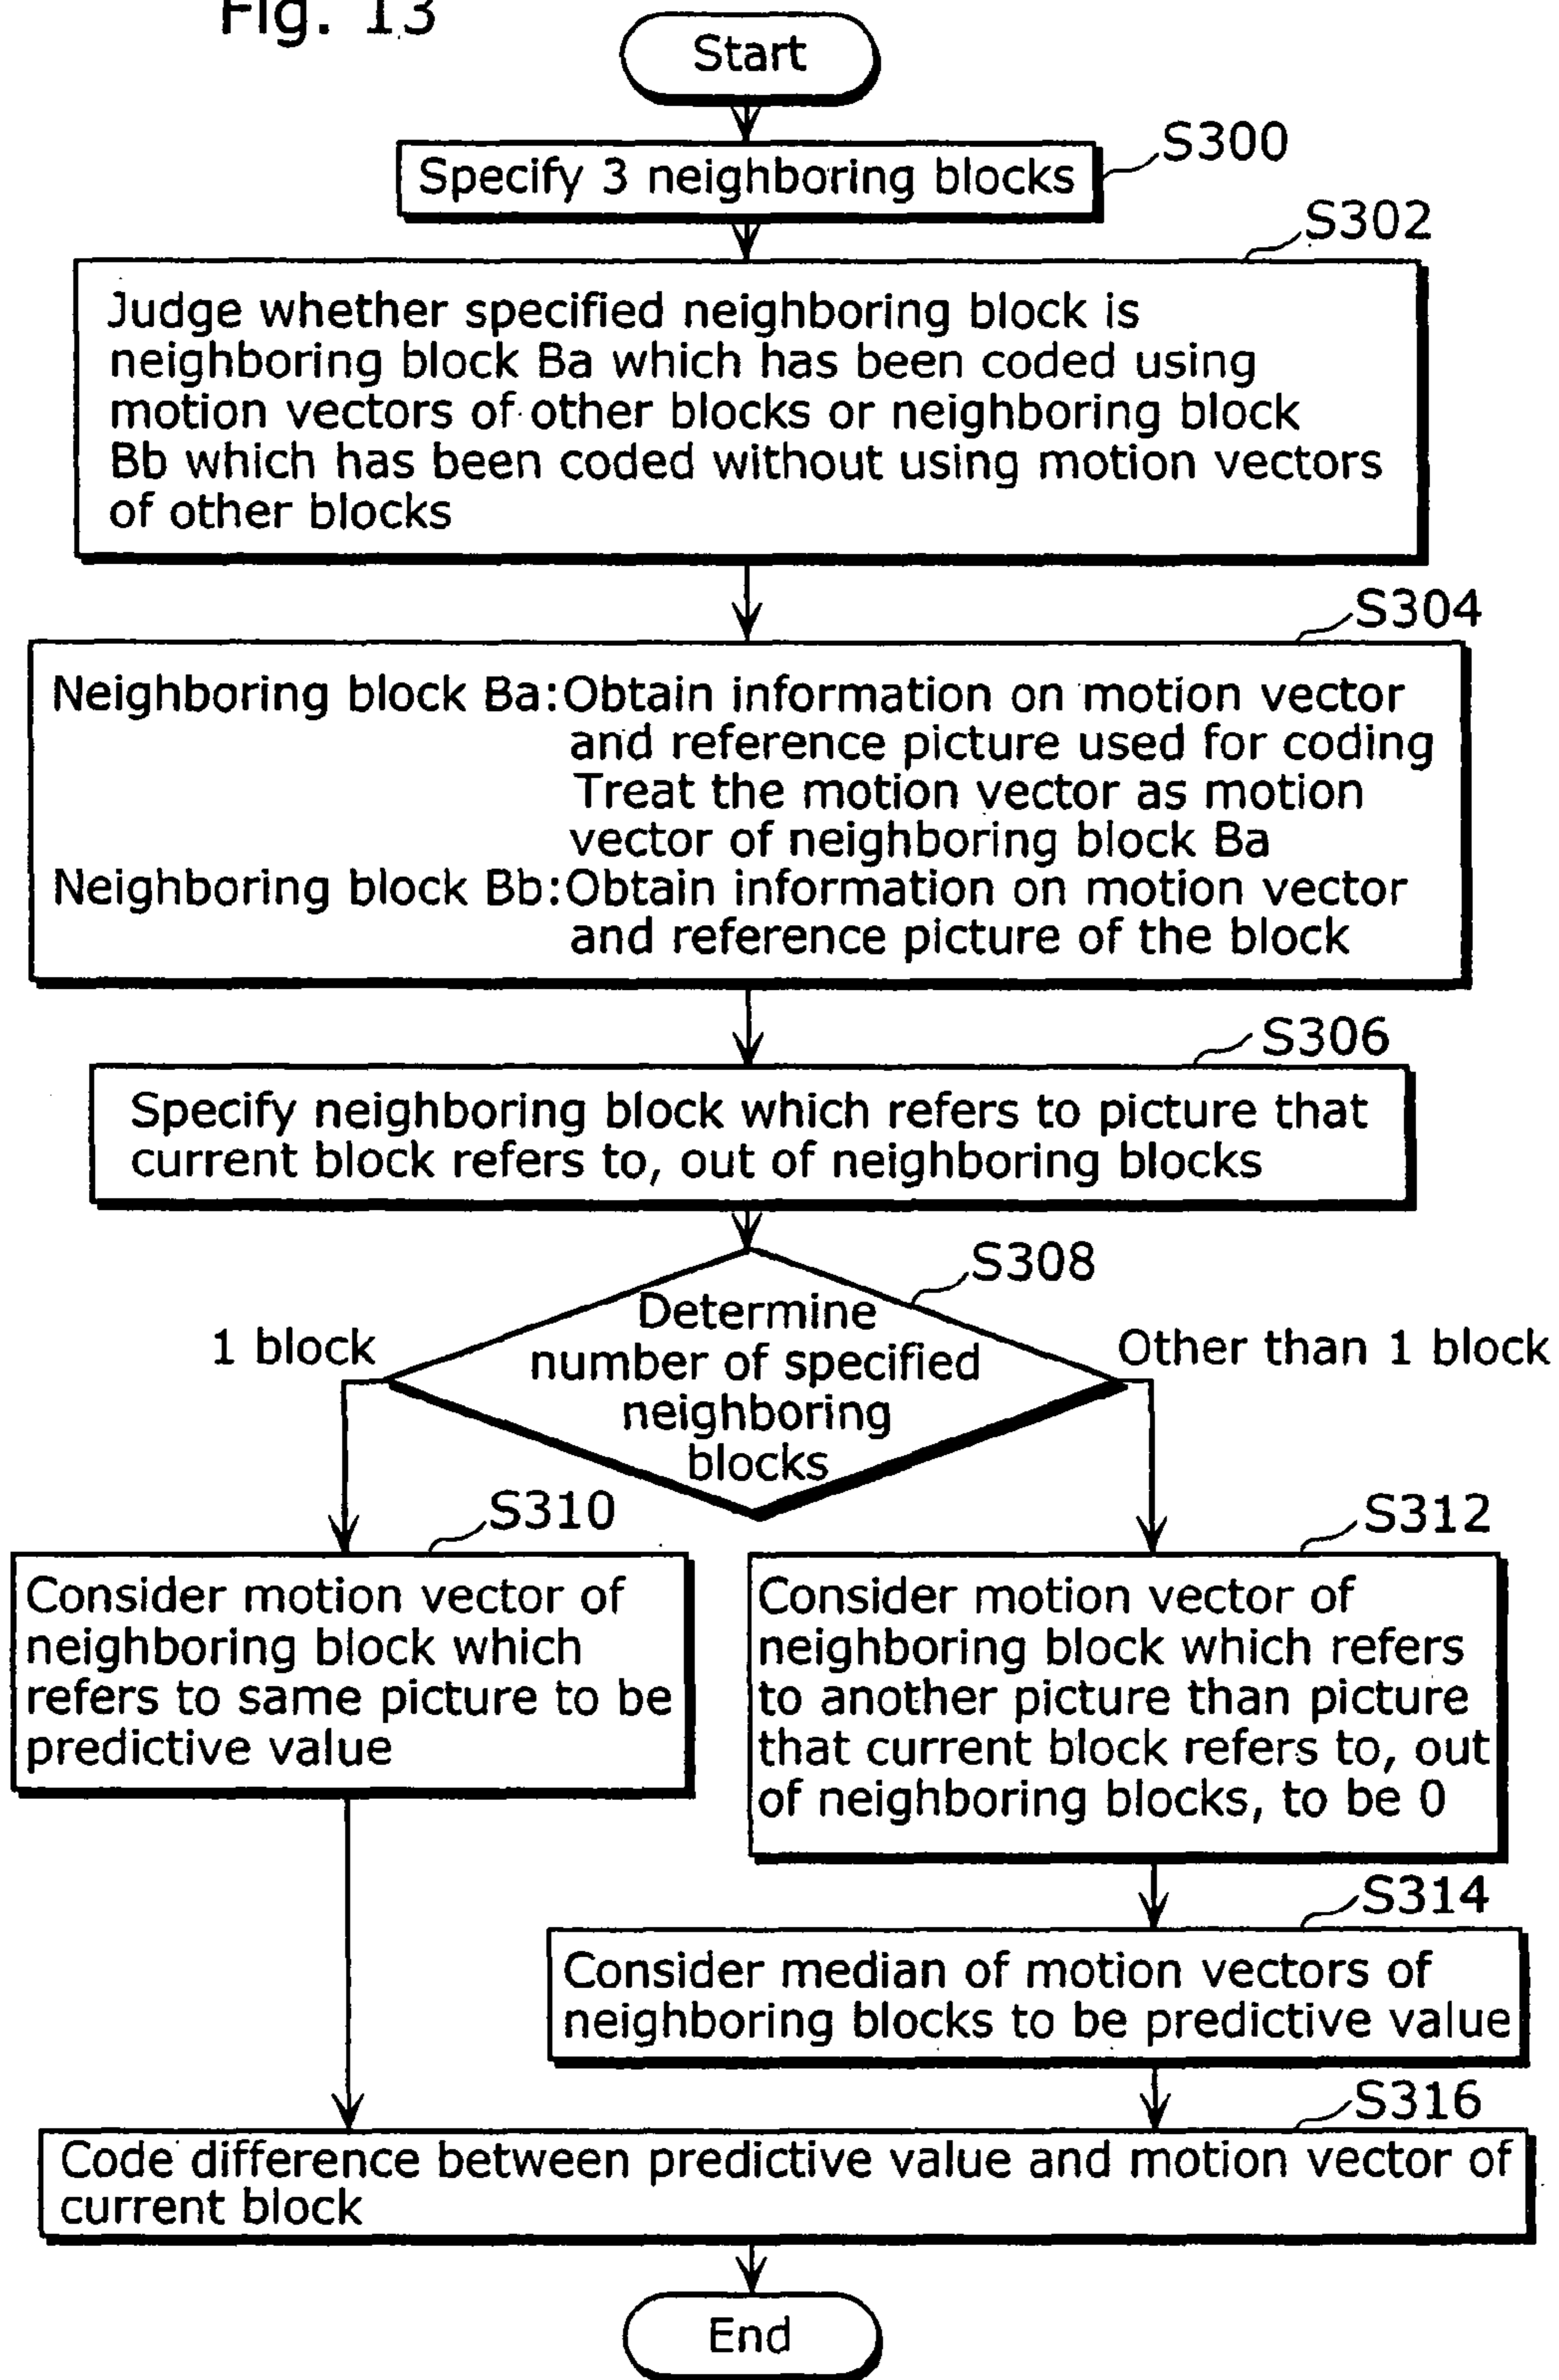 Fig. 13
Start
S300
Specify 3 neighboring blocks
S302
Judge whether specified neighboring block is
neighboring block Ba which has been coded using
motion vectors of other blocks or neighboring block
Bb which has been coded without using motion vectors
of other blocks
S304
Neighboring block Ba:Obtain information on motion vector
and reference picture used for coding
Treat the motion vector as motion
vector of neighboring block Ba
Neighboring block Bb:Obtain information on motion vector
and reference picture of the block
S306
Specify neighboring block which refers to picture that
current block refers to, out of neighboring blocks
S308
Determine
number of specified
neighboring
blocks
1 block
Other than 1 block
S310
Consider motion vector of
neighboring block which
refers to same picture to be
predictive value
S312
Consider motion vector of
neighboring block which refers
to another picture than picture
that current block refers to, out
of neighboring blocks, to be 0
S314
Consider median of motion vectors of
neighboring blocks to be predictive value
S316
Code difference between predictive value and motion vector of
current block
End